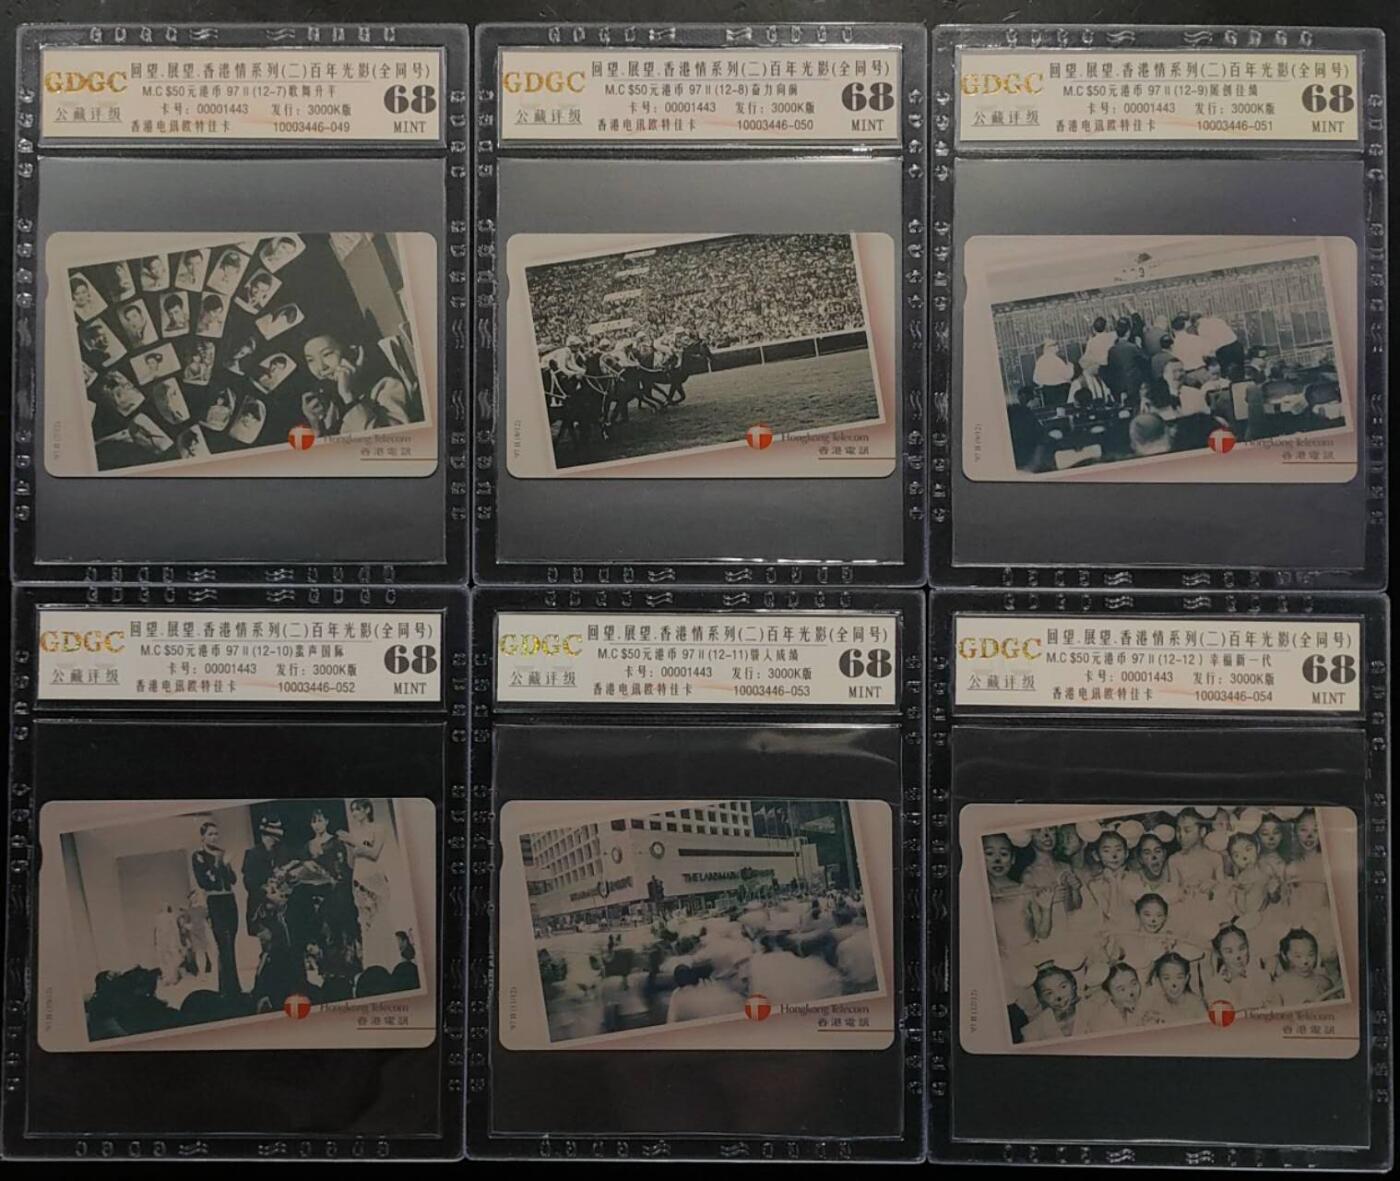 GDGC
公藏评级
回望.展望.香港情系列(二)百年光影(全同号)
M.C $50元港币 97 II (12-7)歌舞升平
卡号: 00001443 发行: 3000K版
香港电讯欧特佳卡 10003446-049
68
MINT
Hongkong Telecom
香港電訊
GDGC
公藏评级
回望.展望.香港情系列(二)百年光影(全同号)
M.C $50元港币 97 II (12-8)奋力向前
卡号: 00001443 发行: 3000K版
香港电讯欧特佳卡 10003446-050
68
MINT
Hongkong Telecom
香港電訊
GDGC
公藏评级
回望.展望.香港情系列(二)百年光影(全同号)
M.C $50元港币 97 II (12-9)屡创佳绩
卡号: 00001443 发行: 3000K版
香港电讯欧特佳卡 10003446-051
68
MINT
Hongkong Telecom
香港電訊
GDGC
公藏评级
回望.展望.香港情系列(二)百年光影(全同号)
M.C $50元港币 97 II (12-10)蜚声国际
卡号: 00001443 发行: 3000K版
香港电讯欧特佳卡 10003446-052
68
MINT
Hongkong Telecom
香港電訊
GDGC
公藏评级
回望.展望.香港情系列(二)百年光影(全同号)
M.C $50元港币 97 II (12-11)骄人成绩
卡号: 00001443 发行: 3000K版
香港电讯欧特佳卡 10003446-053
68
MINT
THE LANDMARK
Hongkong Telecom
香港電訊
GDGC
公藏评级
回望.展望.香港情系列(二)百年光影(全同号)
M.C $50元港币 97 II (12-12) 幸福新一代
卡号: 00001443 发行: 3000K版
香港电讯欧特佳卡 10003446-054
68
MINT
Hongkong Telecom
香港電訊